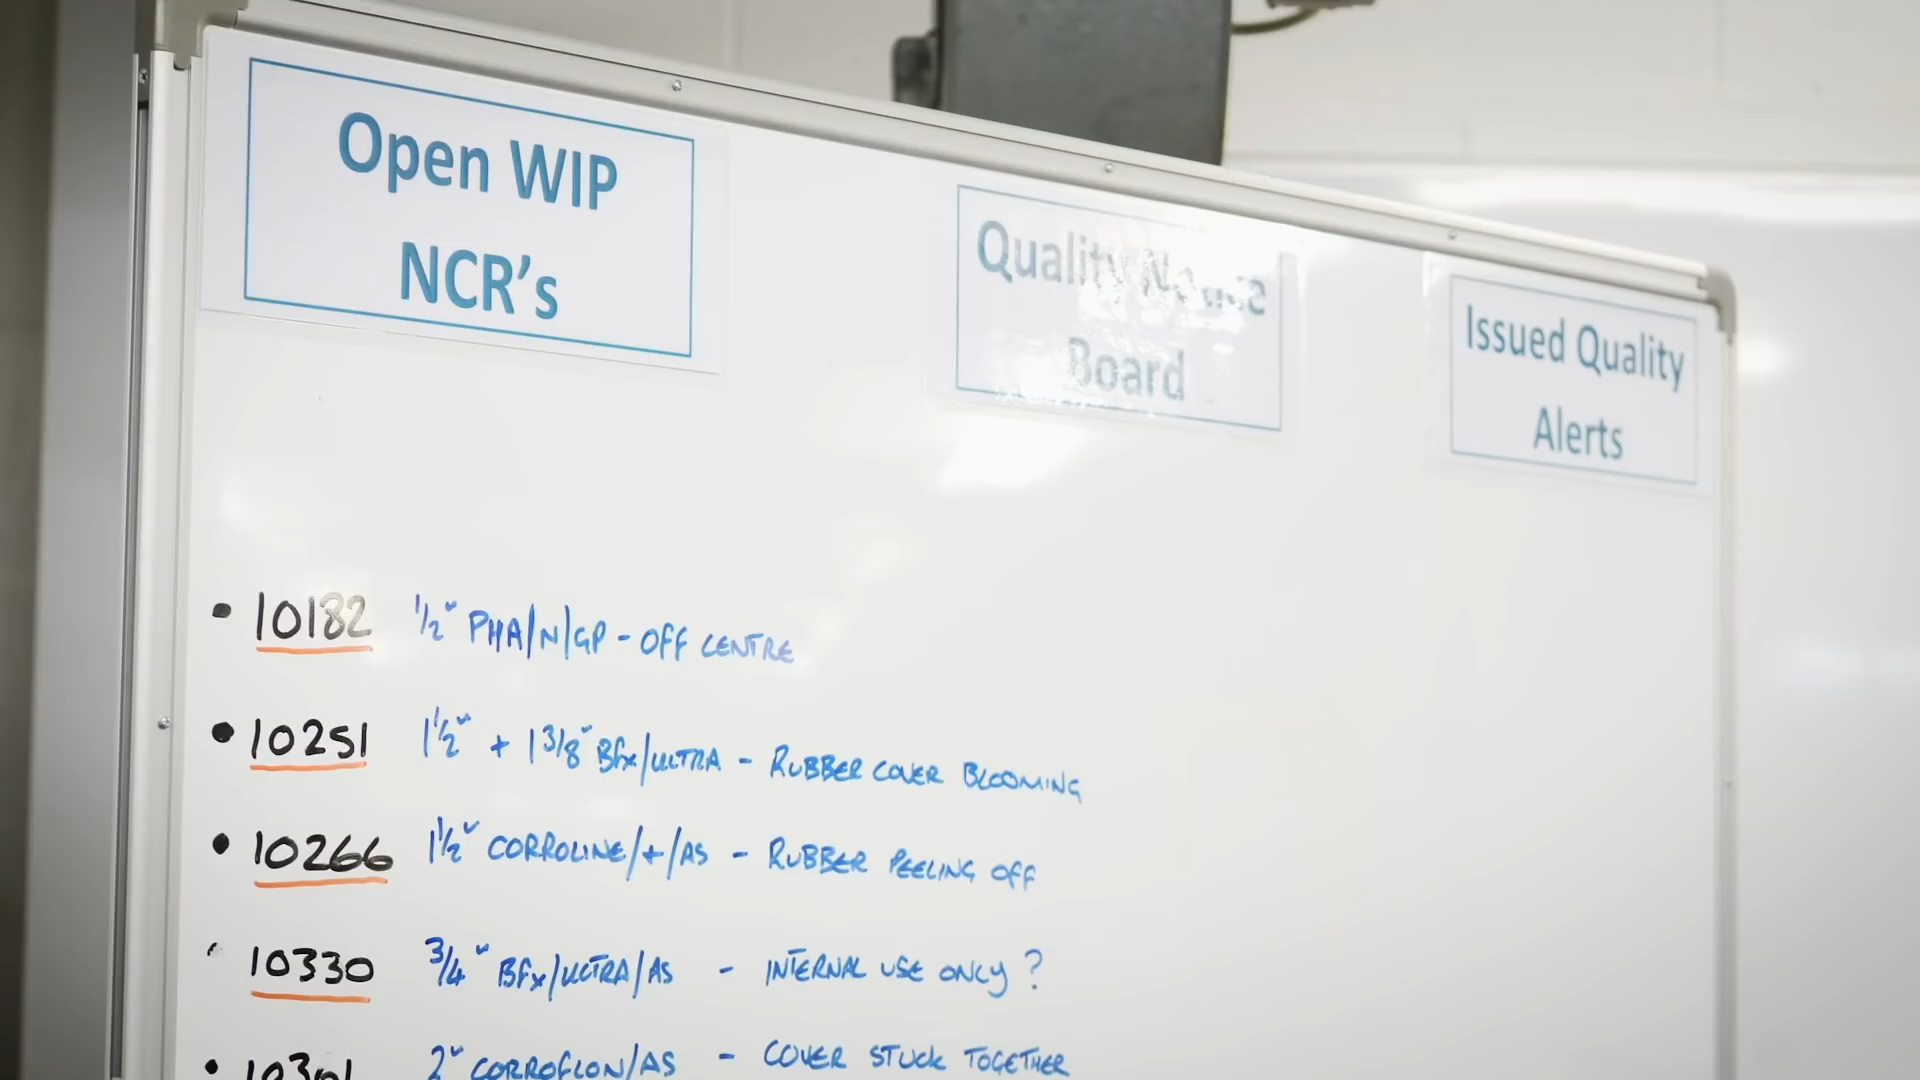 Open WIP
NCR's
Quality Notice
Board
Issued Quality
Alerts
• 10182 1/2" PHA/N/GP - OFF CENTRE
• 10251 1 1/2" + 1 3/8" BFx/ULTRA - RUBBER COVER BLOOMING
• 10266 1 1/2" CORROLINE/+/AS - RUBBER PEELING OFF
10330 3/4" BFx/ULTRA/AS - INTERNAL USE ONLY ?
• 2" CORROFLON/AS - COVER STUCK TOGETHER